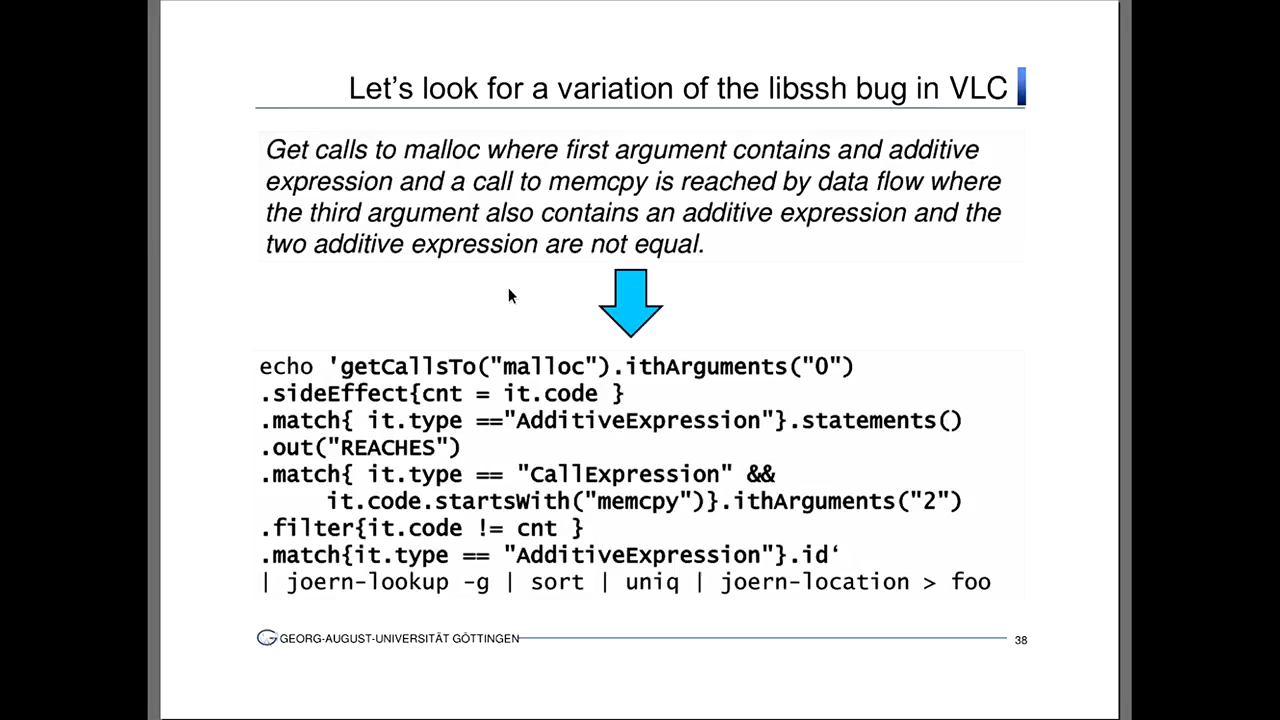 Let's look for a variation of the libssh bug in VLC
Get calls to malloc where first argument contains and additive
expression and a call to memcpy is reached by data flow where
the third argument also contains an additive expression and the
two additive expression are not equal.
echo 'getCallsTo("malloc").ithArguments("0")
.sideEffect{cnt = it.code }
.match{ it.type =="AdditiveExpression"}.statements()
.out("REACHES")
.match{ it.type == "CallExpression" &&
it.code.startsWith("memcpy")}.ithArguments("2")
.filter{it.code != cnt }
.match{it.type == "AdditiveExpression"}.id‘
| joern-lookup -g | sort | uniq | joern-location > foo
GEORG-AUGUST-UNIVERSITÄT GÖTTINGEN
38